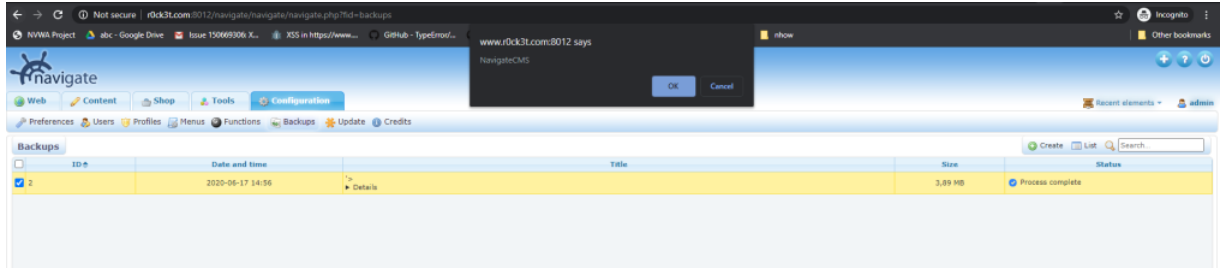 Not secure | r0ck3t.com:8012/navigate/navigate/navigate.php?fid=backups
Incognito
NVWA Project abc - Google Drive Issue 150669306: X... XSS in https://www.... GitHub - TypeError/... nhow Other bookmarks
www.r0ck3t.com:8012 says
NavigateCMS
OK Cancel
navigate
Web Content Shop Tools Configuration Recent elements admin
Preferences Users Profiles Menus Functions Backups Update Credits
Backups Create List Search...
ID Date and time Title Size Status
2 2020-06-17 14:56 '> 3,89 MB Process complete
Details